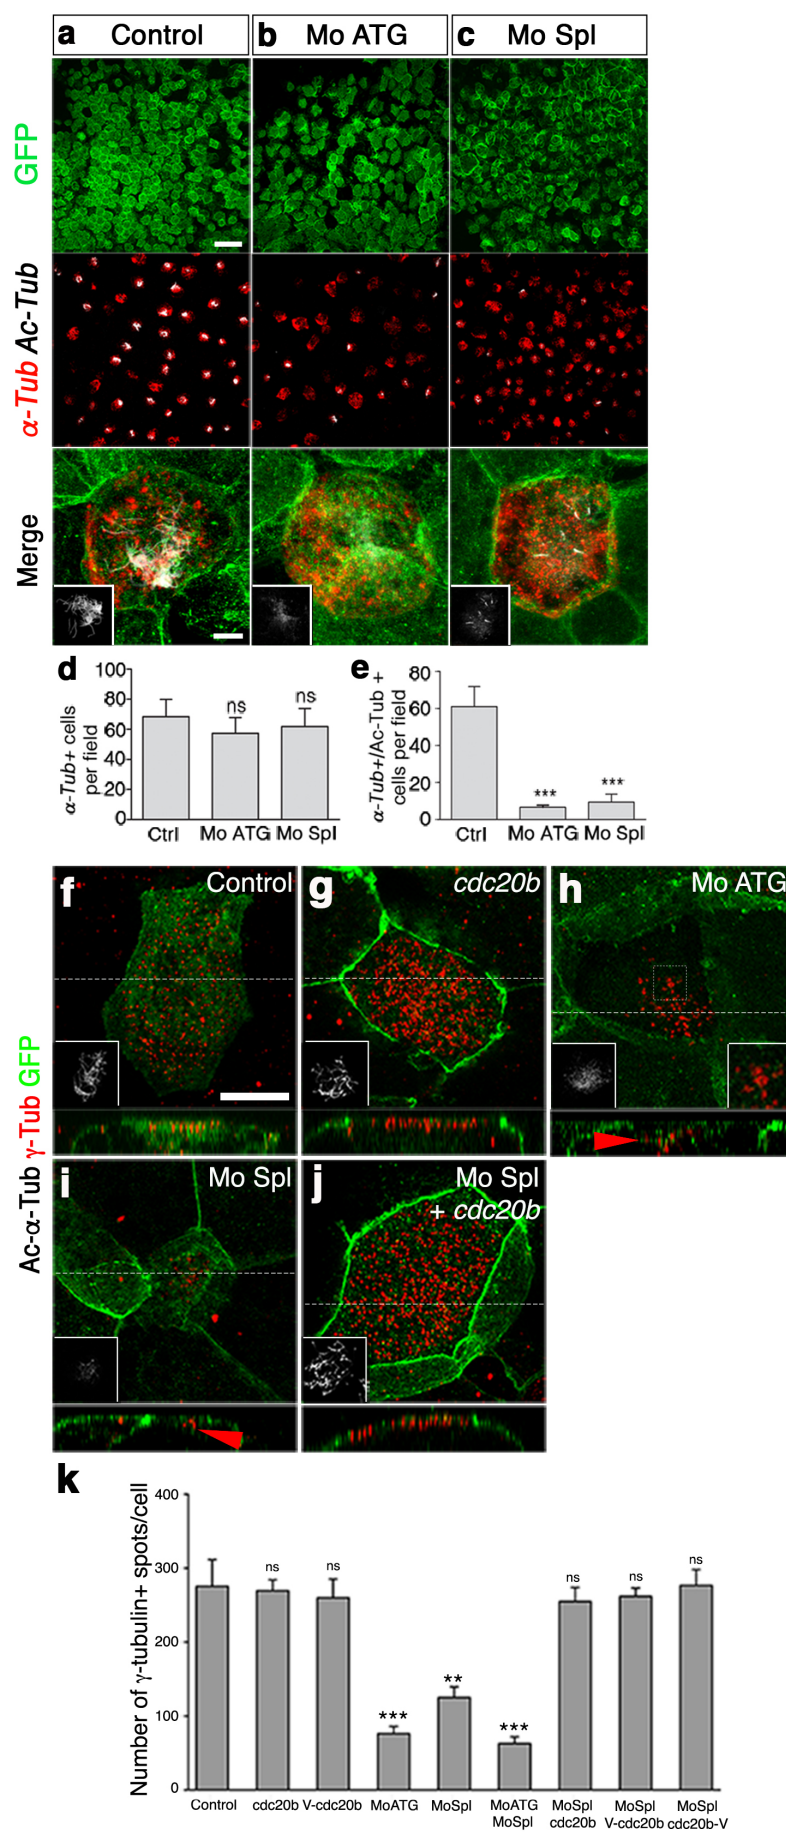 a Control b Mo ATG c Mo Spl
GFP
α-Tub Ac-Tub
Merge
d
α-Tub+ cells
per field
100
80
60
40
20
0
ns
ns
Ctrl Mo ATG Mo Spl
e
α-Tub+/Ac-Tub +
cells per field
80
60
40
20
0
***
***
Ctrl Mo ATG Mo Spl
Ac-α-Tub γ-Tub GFP
f Control
g cdc20b
h Mo ATG
i Mo Spl
j Mo Spl
+ cdc20b
k
Number of γ-tubulin+ spots/cell
400
300
200
100
0
ns
ns
***
**
***
ns
ns
ns
Control cdc20b V-cdc20b MoATG MoSpl MoATG MoSpl MoSpl MoSpl
MoSpl cdc20b V-cdc20b cdc20b-V